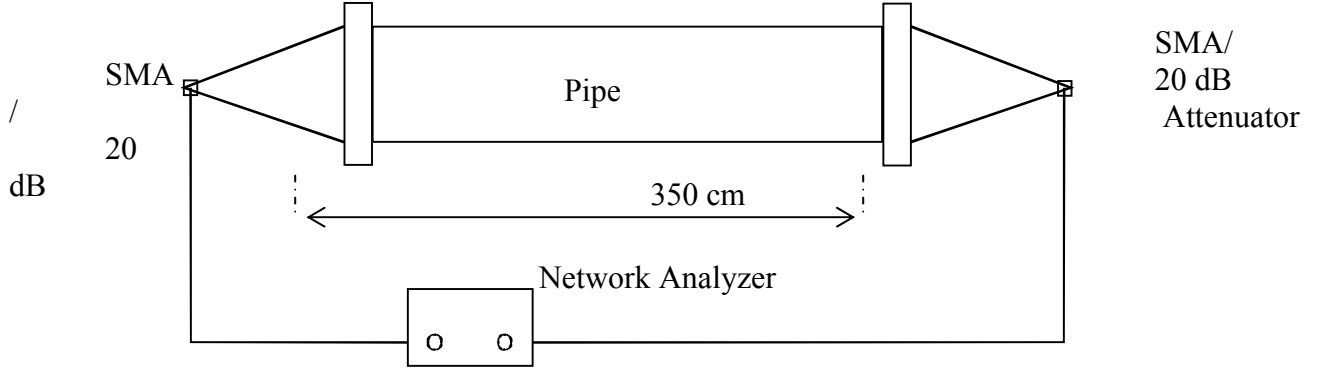 SMA
/
20
dB
Pipe
SMA/
20 dB
Attenuator
350 cm
Network Analyzer
O O